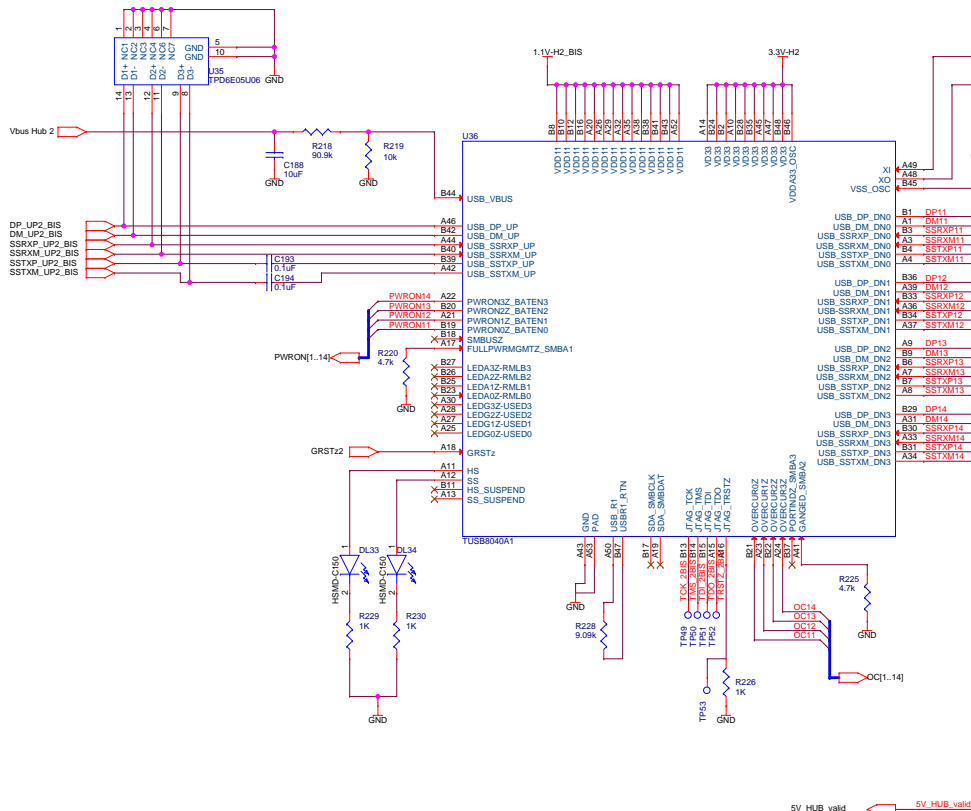 1 2 3 4 6 7
NC1 NC2 NC3 NC4 NC6 NC7
GND 5
GND 10
D1+ D1- D2+ D2- D3+ D3-
U35
TPD6E05U06
GND
14 13 12 11 9 8
1.1V-H2_BIS
3.3V-H2
Vbus Hub 2
R218
90.9k
R219
10k
C188
10uF
GND
GND
U36
B8 B10 B12 B16 A20 A26 A29 A32 A35 A38 B38 B41 B43 A52
VDD11 VDD11 VDD11 VDD11 VDD11 VDD11 VDD11 VDD11 VDD11 VDD11 VDD11 VDD11 VDD11 VDD11
A14 B24 B2 A10 B28 B35 A45 A47 B48 B46
VD33 VD33 VD33 VD33 VD33 VD33 VD33 VD33 VD33 VDDA33_OSC
B44 USB_VBUS
DP_UP2_BIS A46 USB_DP_UP
DM_UP2_BIS B42 USB_DM_UP
SSRXP_UP2_BIS A44 USB_SSRXP_UP
SSRXM_UP2_BIS B40 USB_SSRXM_UP
SSTXP_UP2_BIS B39 USB_SSTXP_UP
SSTXM_UP2_BIS A42 USB_SSTXM_UP
C193
0.1uF
C194
0.1uF
PWRON14 A22 PWRON3Z_BATEN3
PWRON13 B20 PWRON2Z_BATEN2
PWRON12 A21 PWRON1Z_BATEN1
PWRON11 B19 PWRON0Z_BATEN0
B18 SMBUSZ
A17 FULLPWRMGMTZ_SMBA1
PWRON[1..14]
R220
4.7k
GND
B27 LEDA3Z-RMLB3
B26 LEDA2Z-RMLB2
B25 LEDA1Z-RMLB1
B23 LEDA0Z-RMLB0
A30 LEDG3Z-USED3
A28 LEDG2Z-USED2
A27 LEDG1Z-USED1
A25 LEDG0Z-USED0
GRSTz2 A18 GRSTz
A11 HS
A12 SS
B11 HS_SUSPEND
A13 SS_SUSPEND
XI A49
XO A48
VSS_OSC B45
USB_DP_DN0 B1 DP11
USB_DM_DN0 A1 DM11
USB_SSRXP_DN0 B3 SSRXP11
USB_SSRXM_DN0 A3 SSRXM11
USB_SSTXP_DN0 B4 SSTXP11
USB_SSTXM_DN0 A4 SSTXM11
USB_DP_DN1 B36 DP12
USB_DM_DN1 A39 DM12
USB_SSRXP_DN1 B33 SSRXP12
USB-SSRXM_DN1 A36 SSRXM12
USB_SSTXP_DN1 B34 SSTXP12
USB_SSTXM_DN1 A37 SSTXM12
USB_DP_DN2 A9 DP13
USB_DM_DN2 B9 DM13
USB_SSRXP_DN2 B6 SSRXP13
USB_SSRXM_DN2 A7 SSRXM13
USB_SSTXP_DN2 B7 SSTXP13
USB_SSTXM_DN2 A8 SSTXM13
USB_DP_DN3 B29 DP14
USB_DM_DN3 A31 DM14
USB_SSRXP_DN3 B30 SSRXP14
USB_SSRXM_DN3 A33 SSRXM14
USB_SSTXP_DN3 B31 SSTXP14
USB_SSTXM_DN3 A34 SSTXM14
GND PAD USB_R1 USBR1_RTN SDA_SMBCLK SDA_SMBDAT JTAG_TCK JTAG_TMS JTAG_TDI JTAG_TDO JTAG_TRSTZ OVERCUR0Z OVERCUR1Z OVERCUR2Z OVERCUR3Z PORTINDZ_SMBA3 GANGED_SMBA2
TUSB8040A1
A43 A53 A50 B47 B17 A19 B13 B14 B15 A15 A16 B21 A23 B22 A24 B37 A41
TCK_2BIS TMS_2BIS TDI_2BIS TDO_2BIS
1 DL33 1 DL34
HSMD-C150 HSMD-C150
2 2
R229
1K
R230
1K
GND
GND
R228
9.09k
TP49 TP50 TP51 TP52
TP53
R226
1K
GND
R225
4.7k
GND
OC14
OC13
OC12
OC11
OC[1..14]
5V_HUB_valid 5V_HUB_valid